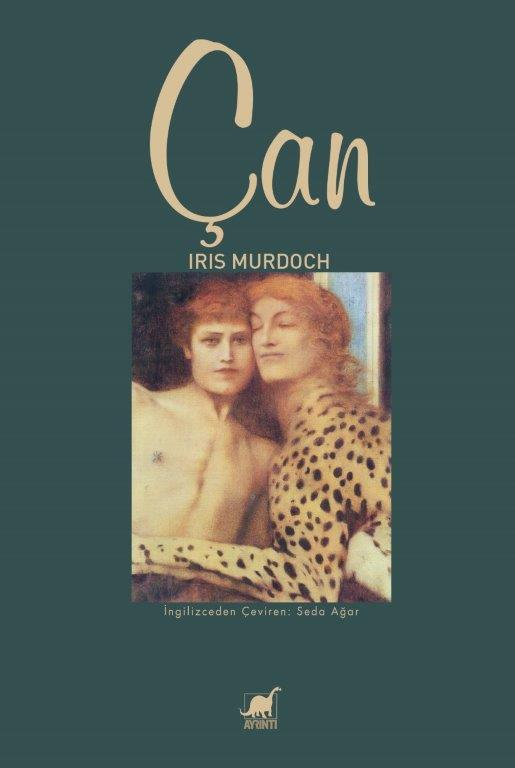 Çan
IRIS MURDOCH
İngilizceden Çeviren: Seda Ağar
AYRINTI